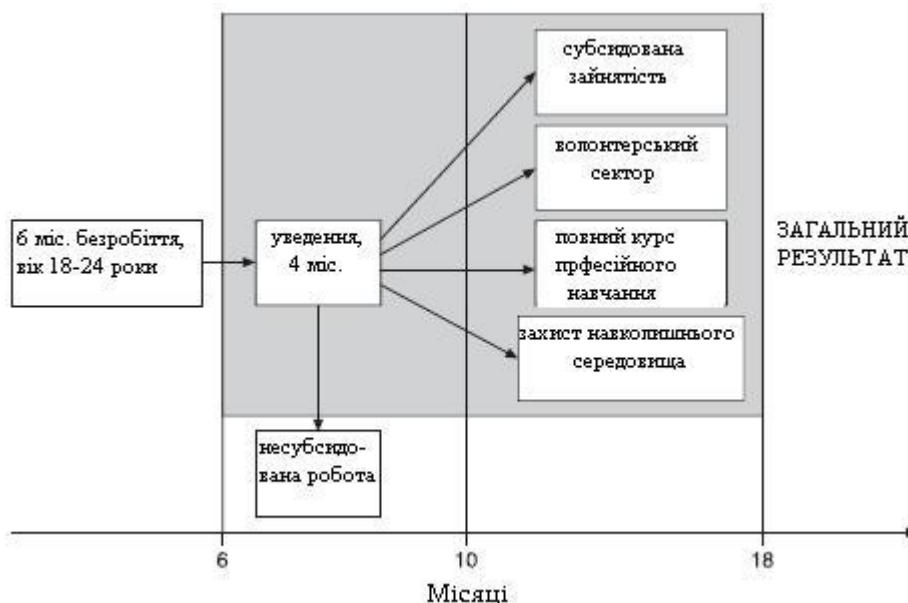 субсидована
зайнятість
волонтерський
сектор
6 міс. безробіття,
вік 18-24 роки
уведення,
4 міс.
повний курс
прфесійного
навчання
ЗАГАЛЬНИЙ
РЕЗУЛЬТАТ
захист навколишнього
середовища
несубсидо-
вана робота
6
10
18
Місяці